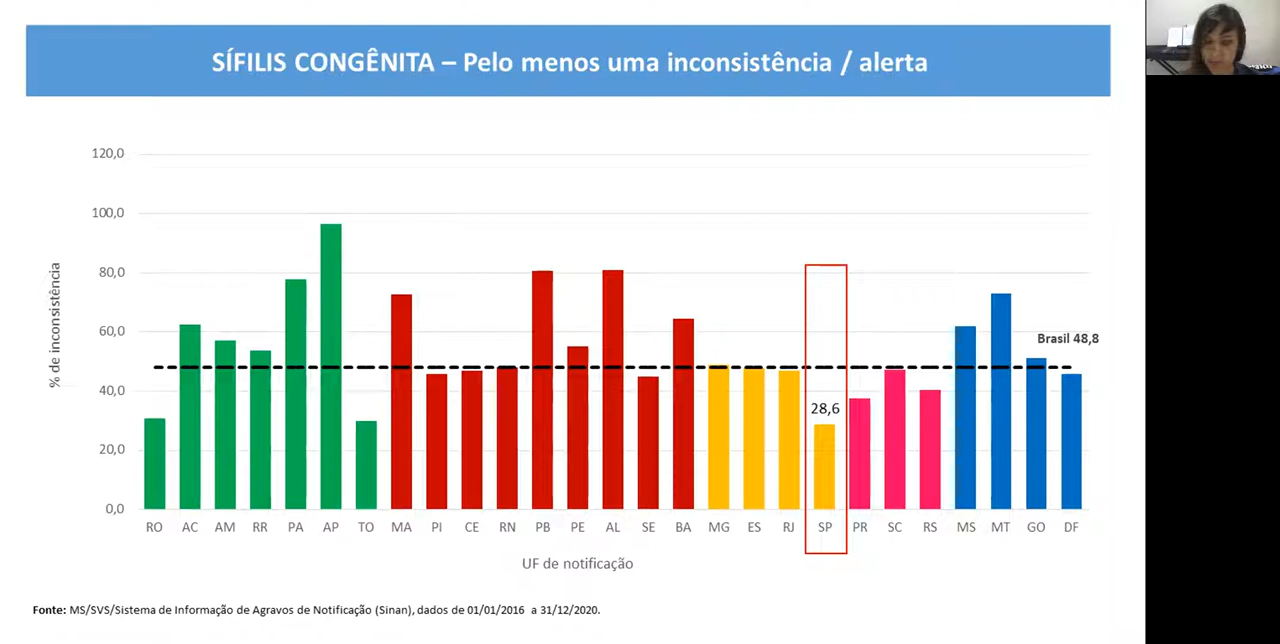 SÍFILIS CONGÊNITA – Pelo menos uma inconsistência / alerta
120,0
100,0
80,0
60,0
40,0
20,0
0,0
% de inconsistência
Brasil 48,8
28,6
RO AC AM RR PA AP TO MA PI CE RN PB PE AL SE BA MG ES RJ SP PR SC RS MS MT GO DF
UF de notificação
Fonte: MS/SVS/Sistema de Informação de Agravos de Notificação (Sinan), dados de 01/01/2016 a 31/12/2020.